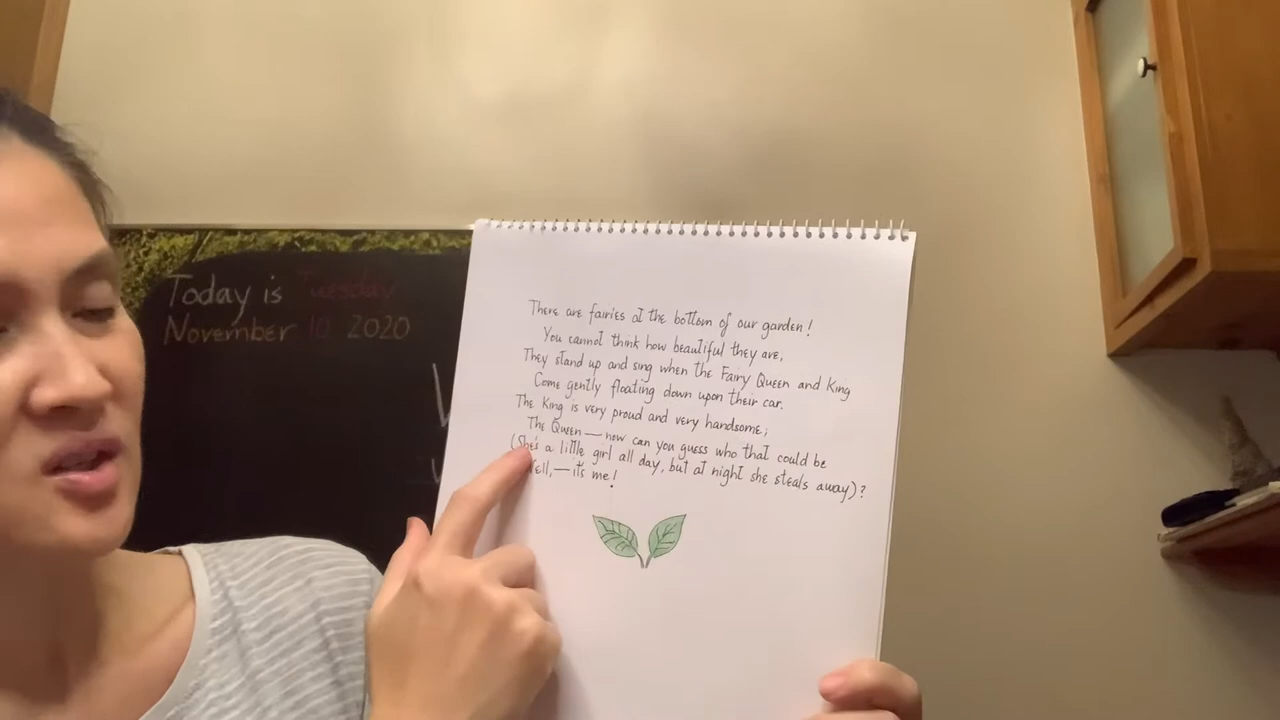 Today is Tuesday
November 10 2020
There are fairies at the bottom of our garden!
You cannot think how beautiful they are,
They stand up and sing when the Fairy Queen and King
Come gently floating down upon their car.
The King is very proud and very handsome;
The Queen — now can you guess who that could be
(She's a little girl all day, but at night she steals away)?
Well, — it's me!